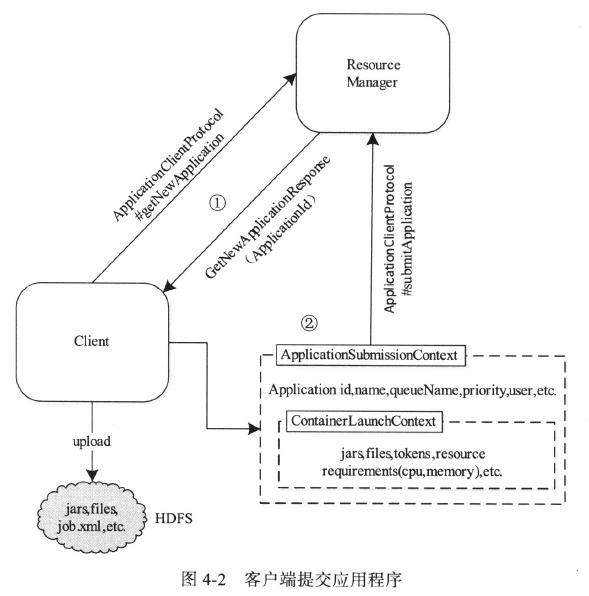 Resource
Manager
ApplicationClientProtocol
#getNewApplication
①
GetNewApplicationResponse
(ApplicationId)
ApplicationClientProtocol
#submitApplication
Client
②
ApplicationSubmissionContext
Application id,name,queueName,priority,user,etc.
ContainerLaunchContext
jars,files,tokens,resource
requirements(cpu,memory),etc.
upload
jars,files,
job.xml,etc.
HDFS
图 4-2 客户端提交应用程序